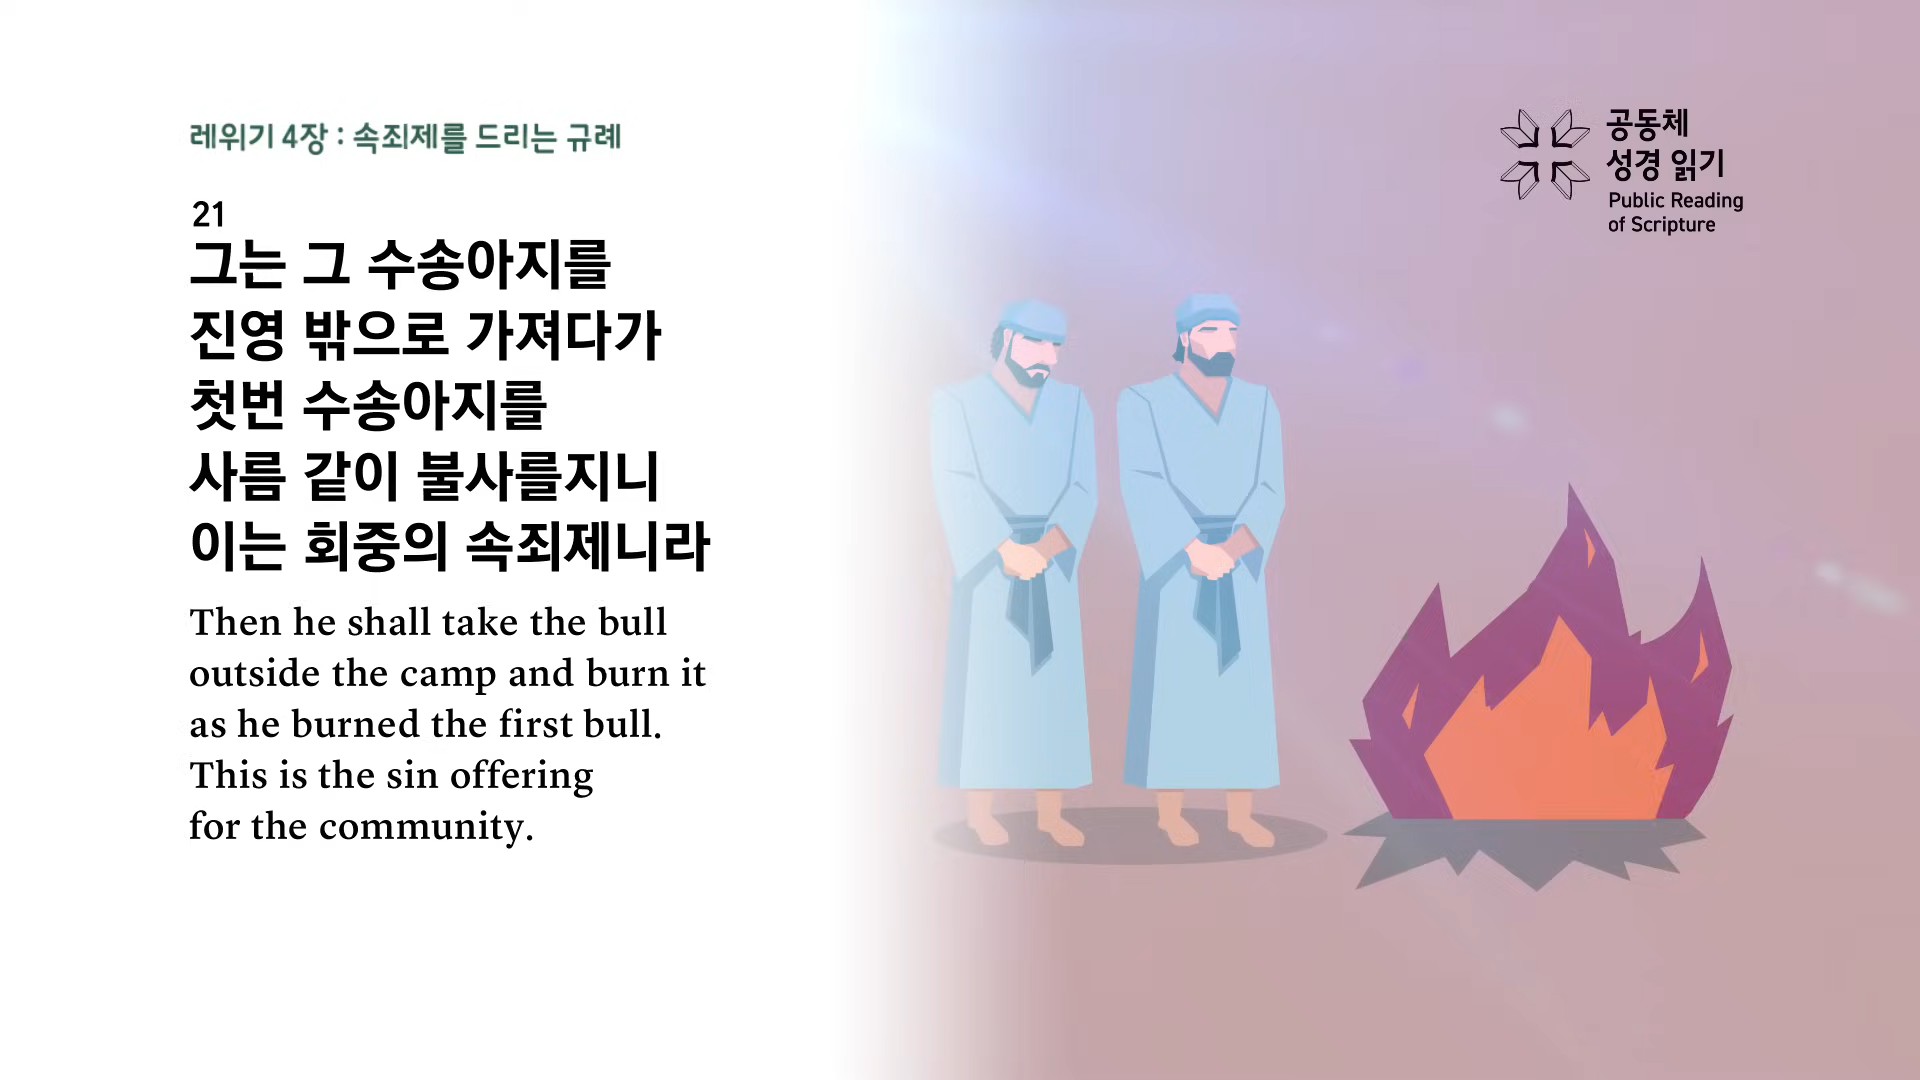 레위기 4장 : 속죄제를 드리는 규례
21
그는 그 수송아지를
진영 밖으로 가져다가
첫번 수송아지를
사름 같이 불사를지니
이는 회중의 속죄제니라
Then he shall take the bull
outside the camp and burn it
as he burned the first bull.
This is the sin offering
for the community.
공동체
성경 읽기
Public Reading
of Scripture